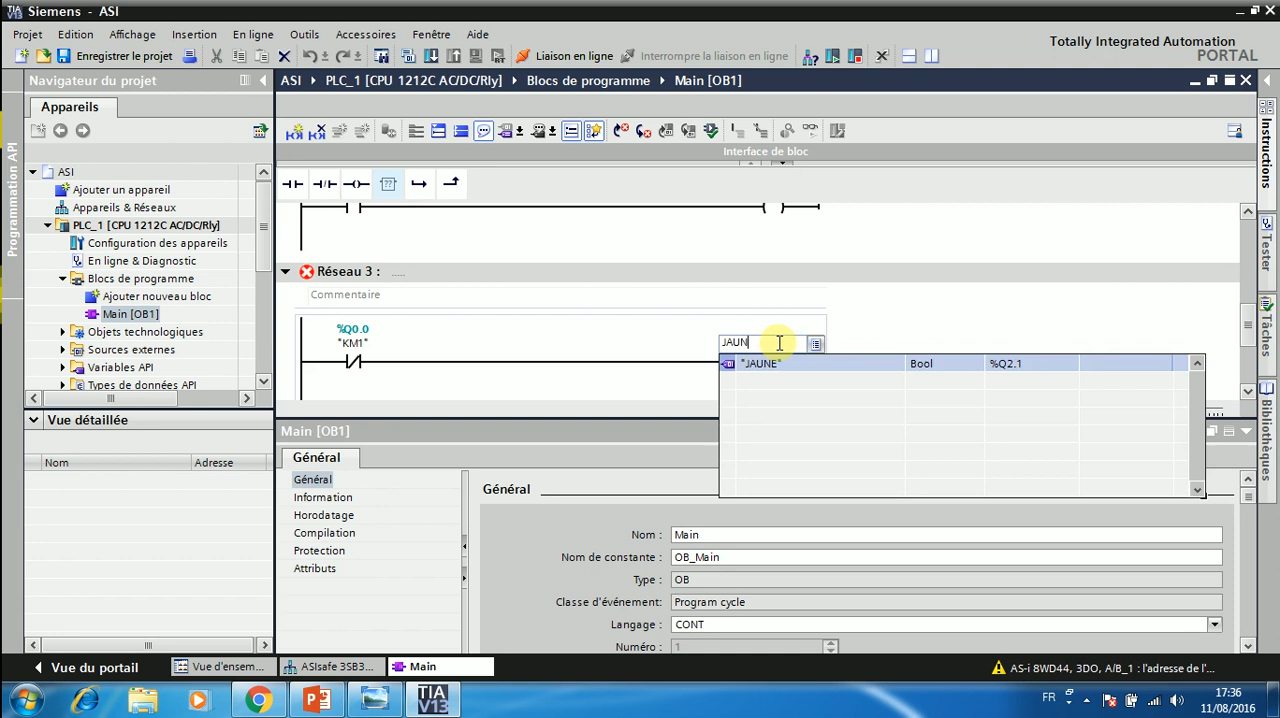 TIA
V13
Siemens - ASI
Projet
Edition
Affichage
Insertion
En ligne
Outils
Accessoires
Fenêtre
Aide
Totally Integrated Automation
PORTAL
Enregistrer le projet
Liaison en ligne
Interrompre la liaison en ligne
Navigateur du projet
ASI
PLC_1 [CPU 1212C AC/DC/Rly]
Blocs de programme
Main [OB1]
Appareils
Programmation API
Interface de bloc
ASI
Ajouter un appareil
Appareils & Réseaux
PLC_1 [CPU 1212C AC/DC/Rly]
Configuration des appareils
En ligne & Diagnostic
Blocs de programme
Ajouter nouveau bloc
Main [OB1]
Objets technologiques
Sources externes
Variables API
Types de données API
??
Réseau 3 : .....
Commentaire
%Q0.0
"KM1"
JAUN
"JAUNE" Bool %Q2.1
Instructions
Tester
Tâches
Bibliothèques
Vue détaillée
Nom Adresse
Main [OB1]
Général
Général
Information
Horodatage
Compilation
Protection
Attributs
Général
Nom : Main
Nom de constante : OB_Main
Type : OB
Classe d'événement : Program cycle
Langage : CONT
Numéro : 1
Vue du portail
Vue d'ensem...
ASIsafe 3SB3...
Main
AS-i 8WD44, 3DO, A/B_1 : l'adresse de l'...
TIA
V13
FR
17:36
11/08/2016